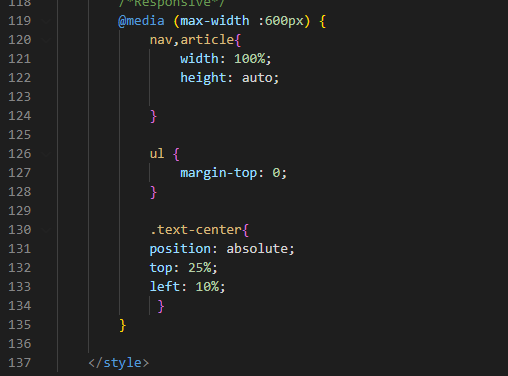 118 /*Responsive*/
119 @media (max-width :600px) {
120 nav,article{
121 width: 100%;
122 height: auto;
123
124 }
125
126 ul {
127 margin-top: 0;
128 }
129
130 .text-center{
131 position: absolute;
132 top: 25%;
133 left: 10%;
134 }
135 }
136
137 </style>